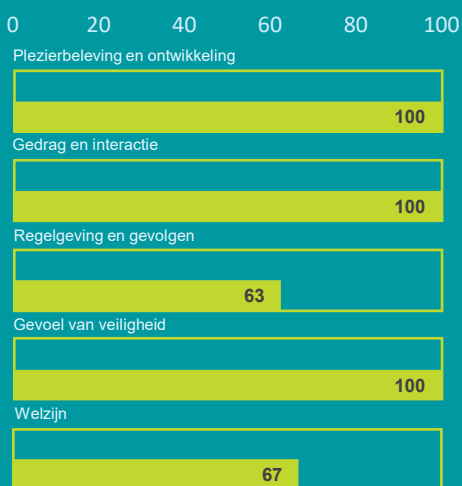 0 20 40 60 80 100
Plezierbeleving en ontwikkeling
100
Gedrag en interactie
100
Regelgeving en gevolgen
63
Gevoel van veiligheid
100
Welzijn
67